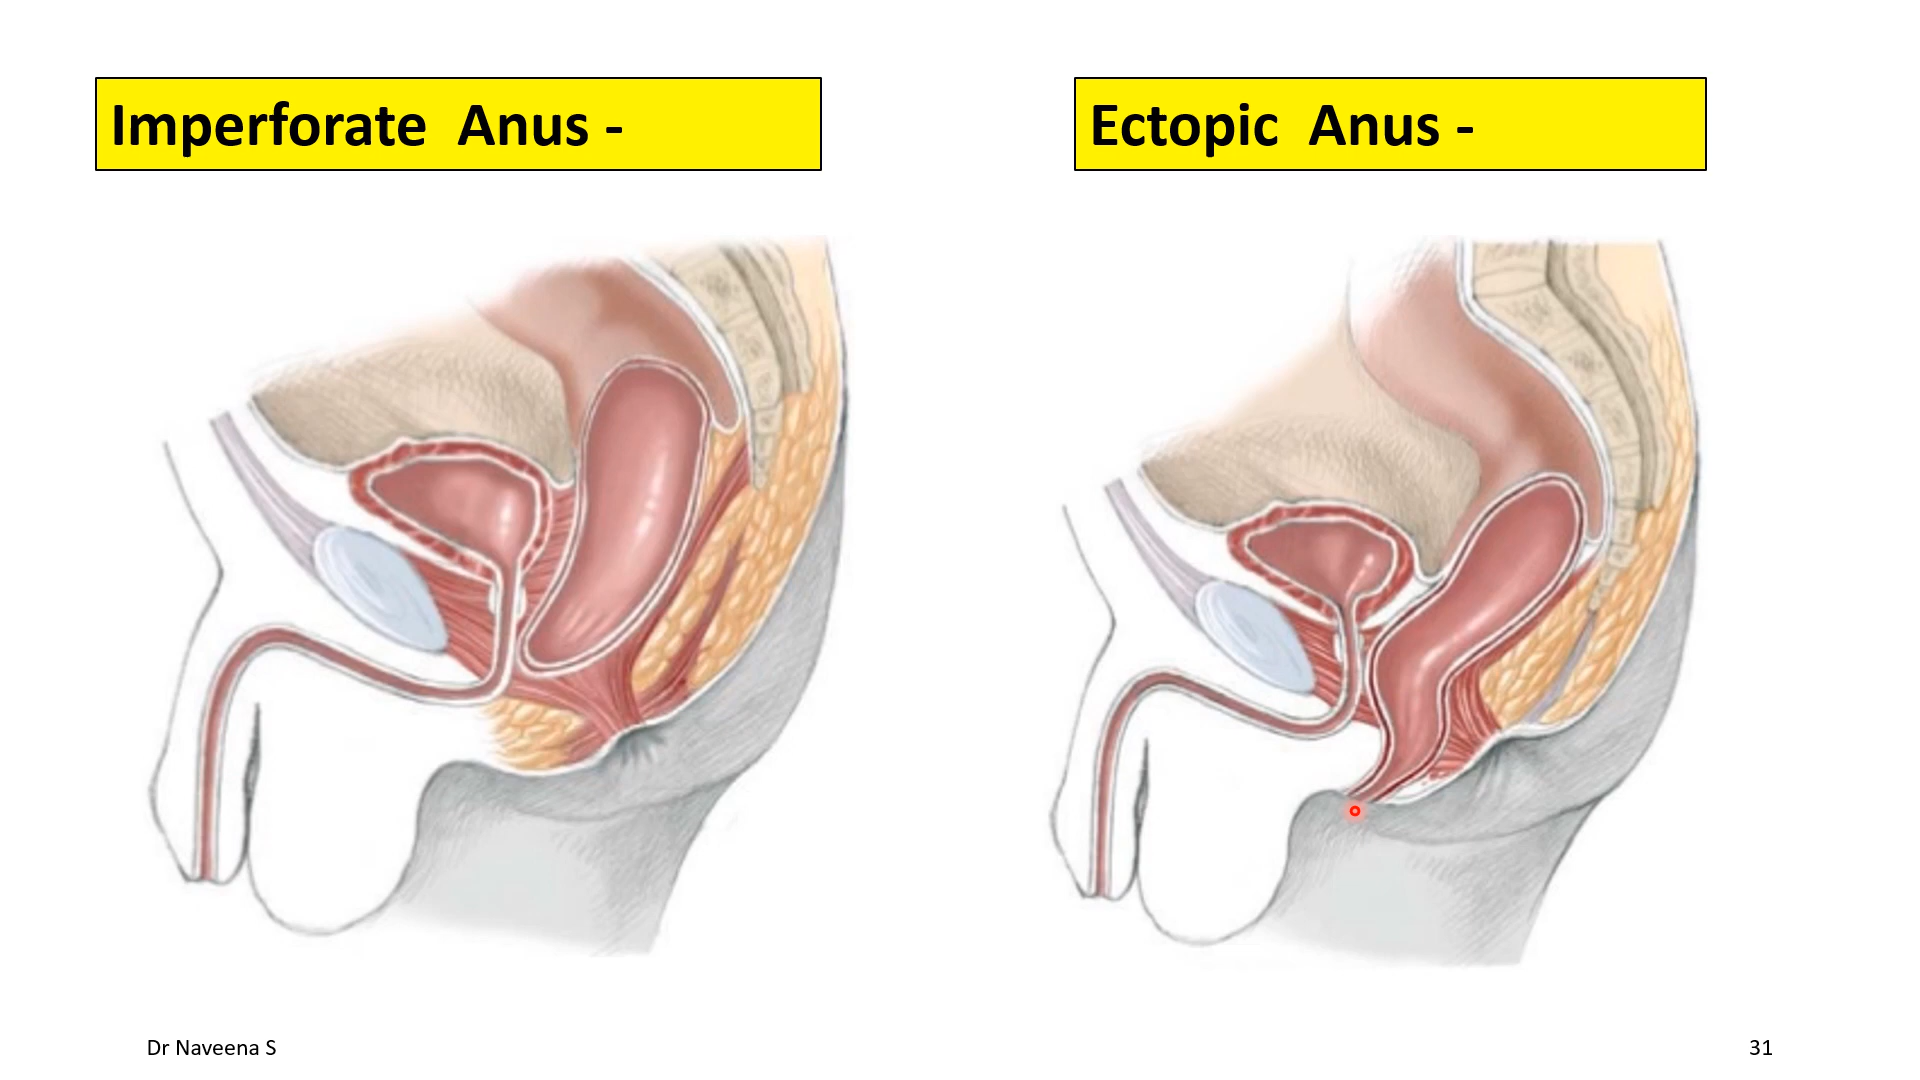 Imperforate  Anus -
Ectopic  Anus -
Dr Naveena S
31